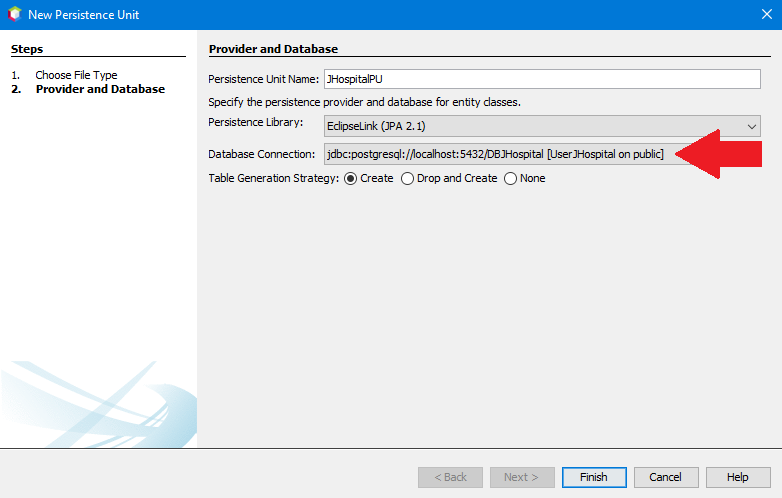 New Persistence Unit
Steps
1. Choose File Type
2. Provider and Database
Provider and Database
Persistence Unit Name: JHospitalPU
Specify the persistence provider and database for entity classes.
Persistence Library: EclipseLink (JPA 2.1)
Database Connection: jdbc:postgresql://localhost:5432/DBJHospital [UserJHospital on public]
Table Generation Strategy: Create Drop and Create None
< Back Next > Finish Cancel Help